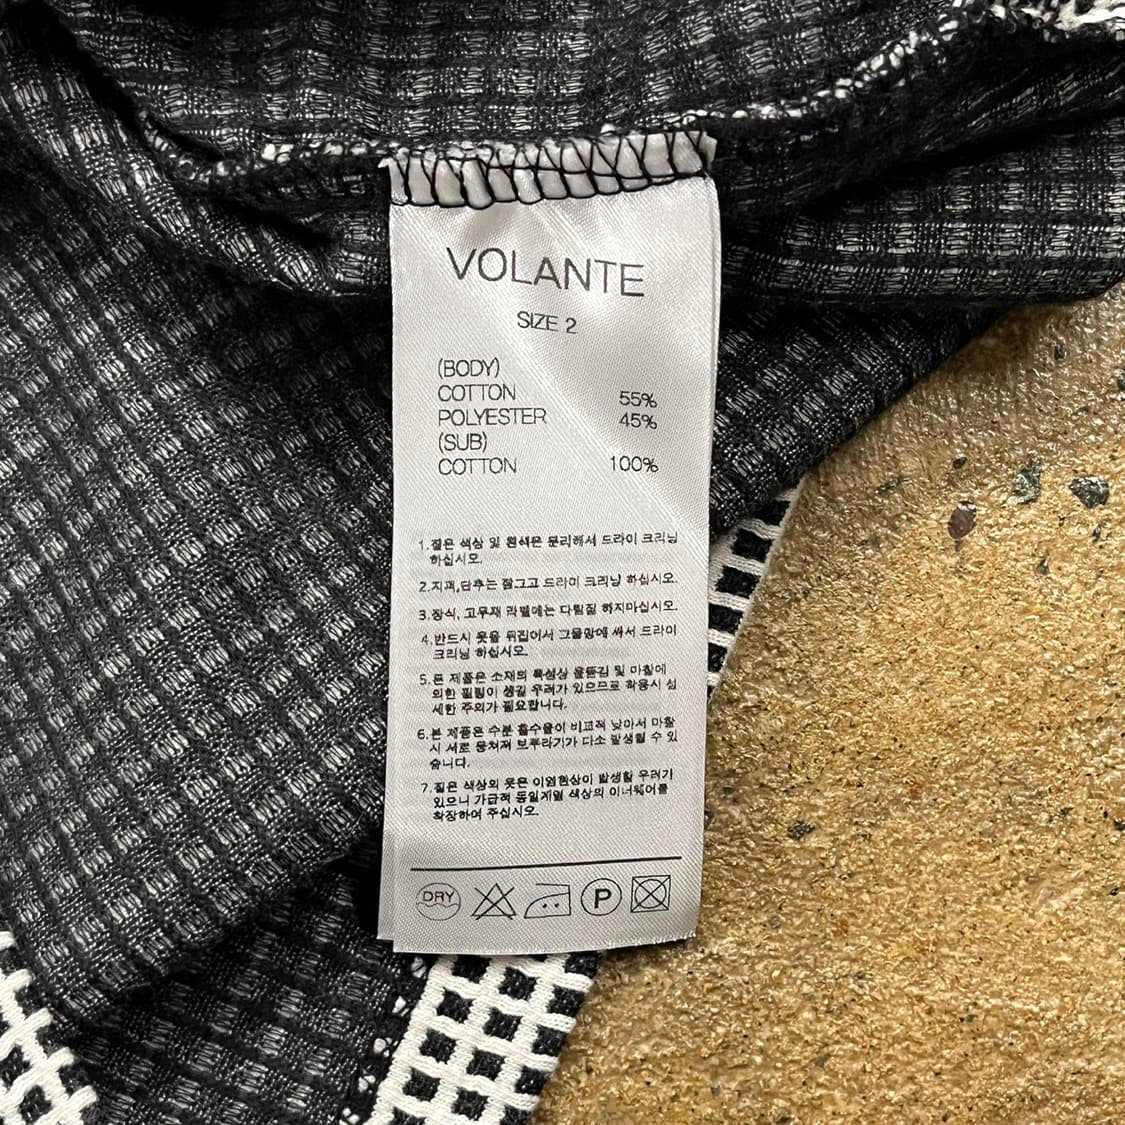 VOLANTE
SIZE 2
(BODY)
COTTON 55%
POLYESTER 45%
(SUB)
COTTON 100%
1.짙은 색상 및 흰색은 분리해서 드라이 크리닝
하십시오.
2.지퍼,단추는 잠그고 드라이 크리닝 하십시오.
3.장식, 고무재 라벨에는 다림질 하지마십시오.
4.반드시 옷을 뒤집어서 그물망에 싸서 드라이
크리닝 하십시오.
5.본 제품은 소재의 특성상 올뜯김 및 마찰에
의한 필링이 생길 우려가 있으므로 착용시 섬
세한 주의가 필요합니다.
6.본 제품은 수분 흡수율이 비교적 낮아서 마찰
시 서로 뭉쳐져 보푸라기가 다소 발생될 수 있
습니다.
7.짙은 색상의 옷은 이염현상이 발생할 우려가
있으니 가급적 동일계열 색상의 이너웨어를
착장하여 주십시오.
DRY P